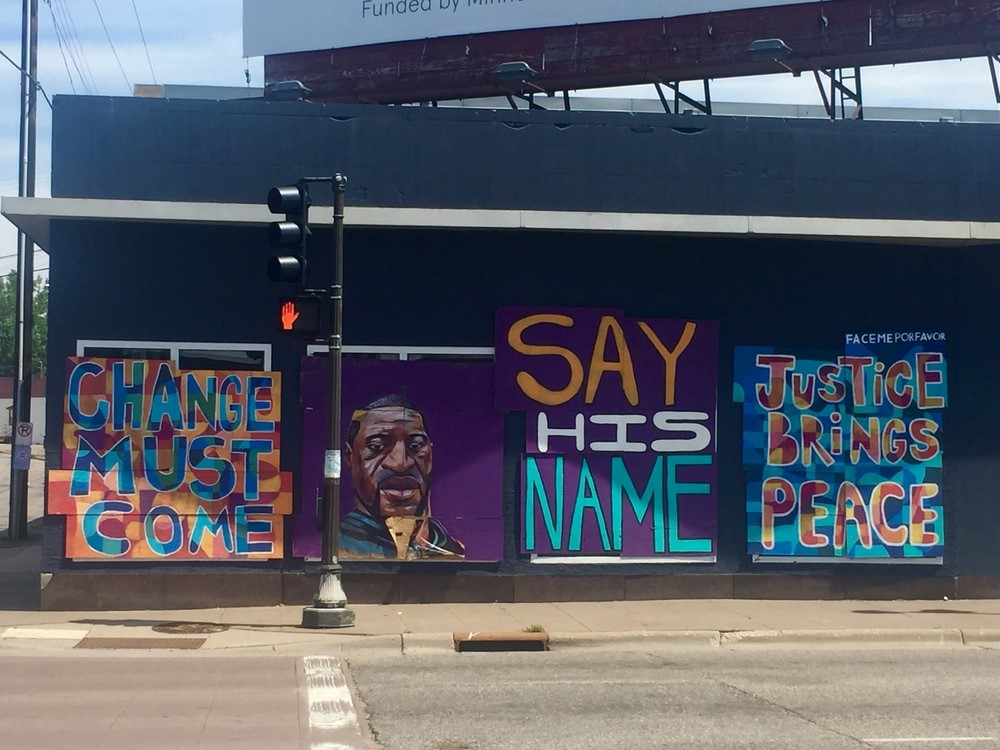 Funded by
CHANGE
MUST
COME
SAY
HIS
NAME
FACEMEPORFAVOR
JUSTiCE
BRiNGS
PEACE